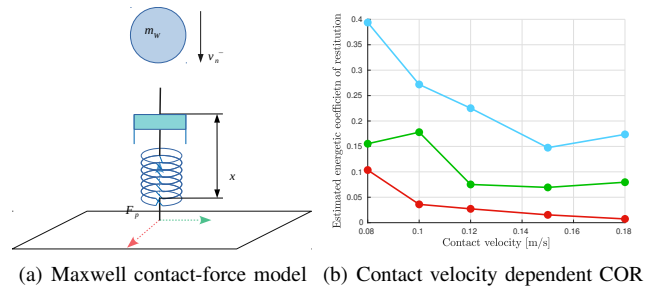 m_w
v_n^-
x
F_p
Estimated energetic coefficietn of restitution
0.4
0.35
0.3
0.25
0.2
0.15
0.1
0.05
0
0.08 0.1 0.12 0.14 0.16 0.18
Contact velocity [m/s]
(a) Maxwell contact-force model (b) Contact velocity dependent COR